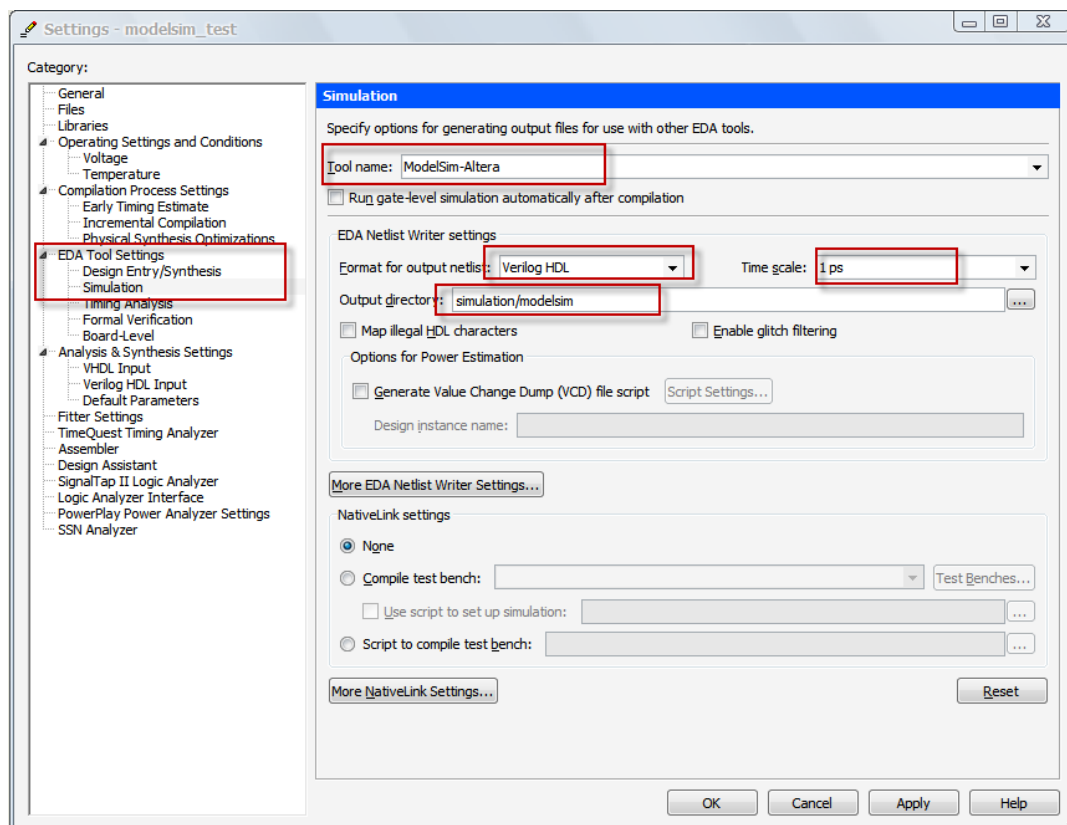 Settings - modelsim_test
Category:
General
Files
Libraries
Operating Settings and Conditions
Voltage
Temperature
Compilation Process Settings
Early Timing Estimate
Incremental Compilation
Physical Synthesis Optimizations
EDA Tool Settings
Design Entry/Synthesis
Simulation
Timing Analysis
Formal Verification
Board-Level
Analysis & Synthesis Settings
VHDL Input
Verilog HDL Input
Default Parameters
Fitter Settings
TimeQuest Timing Analyzer
Assembler
Design Assistant
SignalTap II Logic Analyzer
Logic Analyzer Interface
PowerPlay Power Analyzer Settings
SSN Analyzer
Simulation
Specify options for generating output files for use with other EDA tools.
Tool name: ModelSim-Altera
Run gate-level simulation automatically after compilation
EDA Netlist Writer settings
Format for output netlist: Verilog HDL Time scale: 1 ps
Output directory: simulation/modelsim ...
Map illegal HDL characters Enable glitch filtering
Options for Power Estimation
Generate Value Change Dump (VCD) file script Script Settings...
Design instance name:
More EDA Netlist Writer Settings...
NativeLink settings
None
Compile test bench: Test Benches...
Use script to set up simulation: ...
Script to compile test bench: ...
More NativeLink Settings... Reset
OK Cancel Apply Help